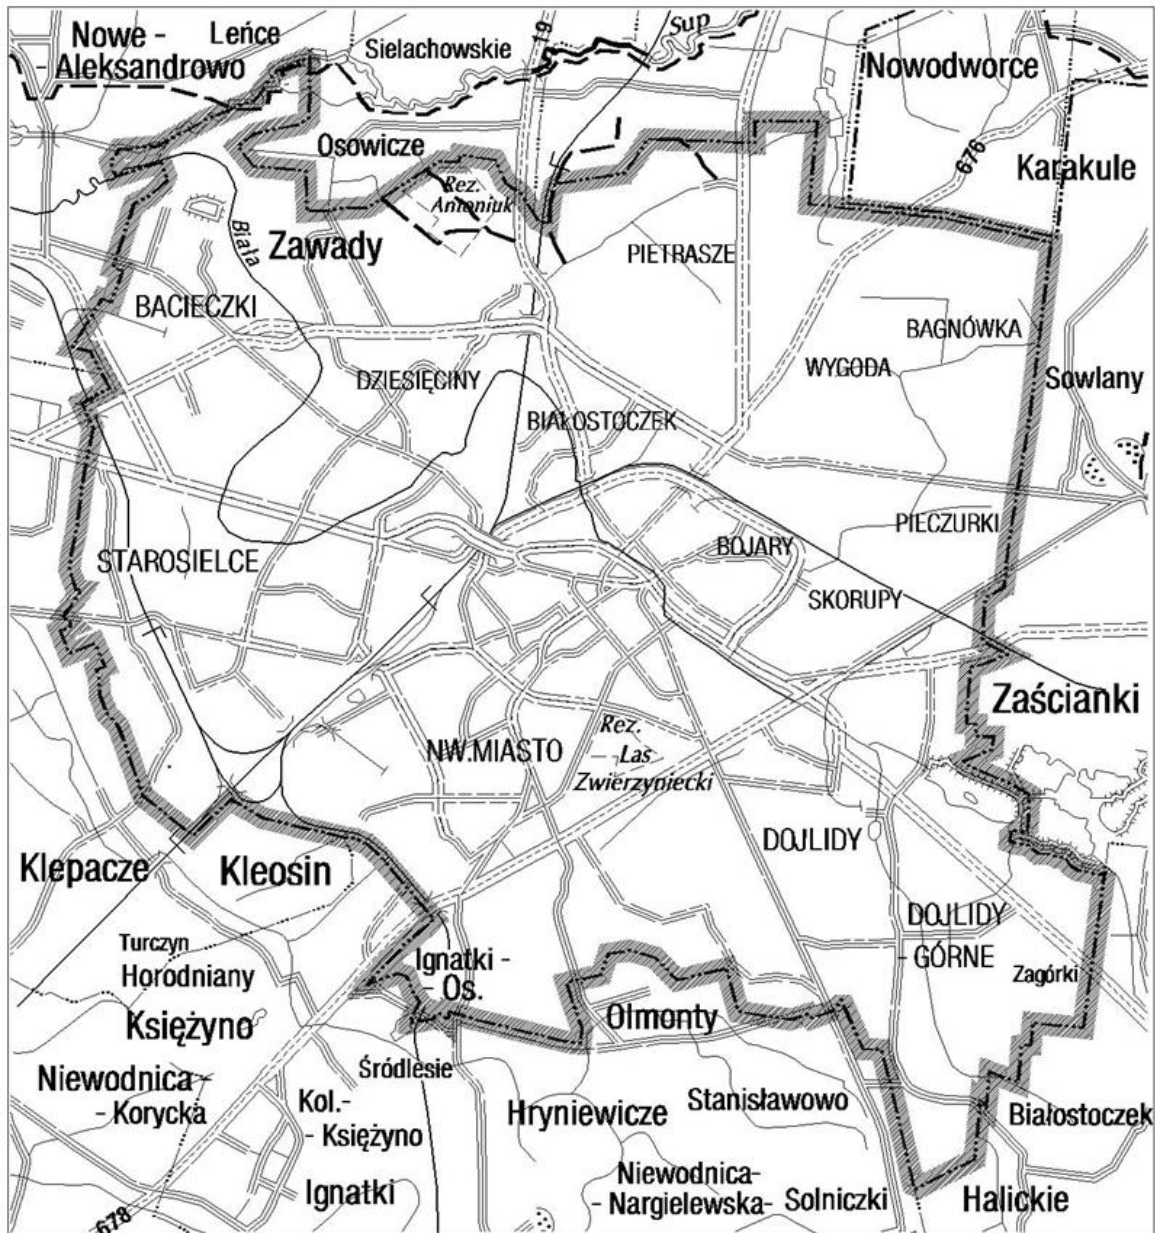 Nowe -
- Aleksandrowo
Leńce
Sielachowskie
19
Sup
Nowodworce
676
Karakule
Osowicze
Rez.
Antoniuk
Biała
Zawady
PIETRASZE
BACIECZKI
BAGNÓWKA
WYGODA
Sowlany
DZIESIĘCINY
BIAŁOSTOCZEK
PIECZURKI
BOJARY
STAROSIELCE
SKORUPY
Zaścianki
NW.MIASTO
Rez.
Las
Zwierzyniecki
DOJLIDY
Klepacze
Kleosin
DOJLIDY
- GÓRNE
Zagórki
Turczyn
Horodniany
Ignatki -
- Os.
Księżyno
Olmonty
Śródlesie
Niewodnica -
- Korycka
Kol.-
- Księżyno
Hryniewicze
Stanisławowo
Białostoczek
Ignatki
Niewodnica-
- Nargielewska-
Solniczki
Halickie
678